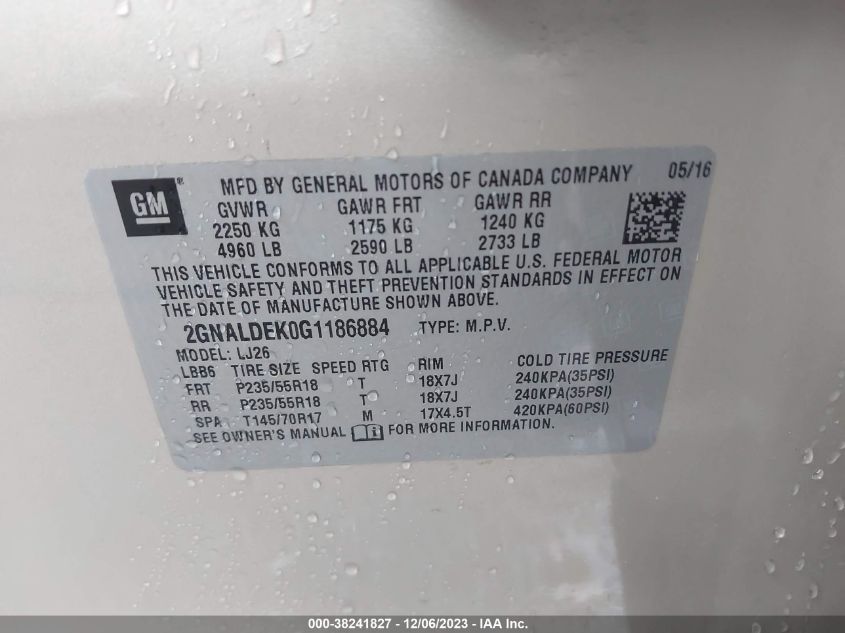 GM ® MFD BY GENERAL MOTORS OF CANADA COMPANY 05/16
GVWR GAWR FRT GAWR RR
2250 KG 1175 KG 1240 KG
4960 LB 2590 LB 2733 LB
THIS VEHICLE CONFORMS TO ALL APPLICABLE U.S. FEDERAL MOTOR
VEHICLE SAFETY AND THEFT PREVENTION STANDARDS IN EFFECT ON
THE DATE OF MANUFACTURE SHOWN ABOVE.
2GNALDEK0G1186884 TYPE: M.P.V.
MODEL: LJ26
LBB6 TIRE SIZE SPEED RTG RIM COLD TIRE PRESSURE
FRT P235/55R18 T 18X7J 240KPA(35PSI)
RR P235/55R18 T 18X7J 240KPA(35PSI)
SPA T145/70R17 M 17X4.5T 420KPA(60PSI)
SEE OWNER'S MANUAL i FOR MORE INFORMATION.
000-38241827 - 12/06/2023 - IAA Inc.